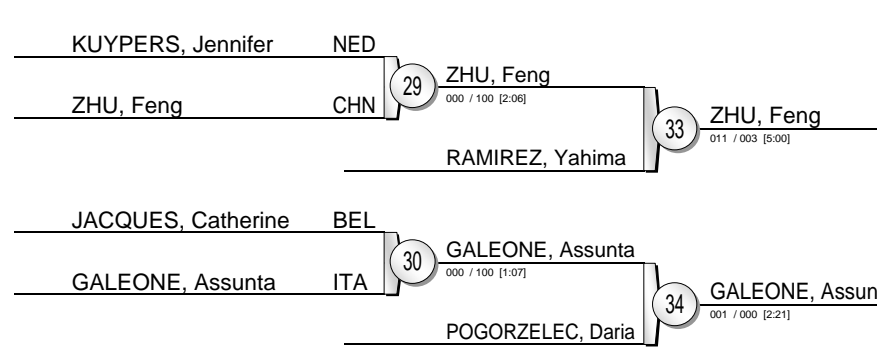 KUYPERS, Jennifer NED
29
ZHU, Feng
000 / 100 [2:06]
ZHU, Feng CHN
33
ZHU, Feng
011 / 003 [5:00]
RAMIREZ, Yahima
JACQUES, Catherine BEL
30
GALEONE, Assunta
000 / 100 [1:07]
GALEONE, Assunta ITA
34
GALEONE, Assun
001 / 000 [2:21]
POGORZELEC, Daria